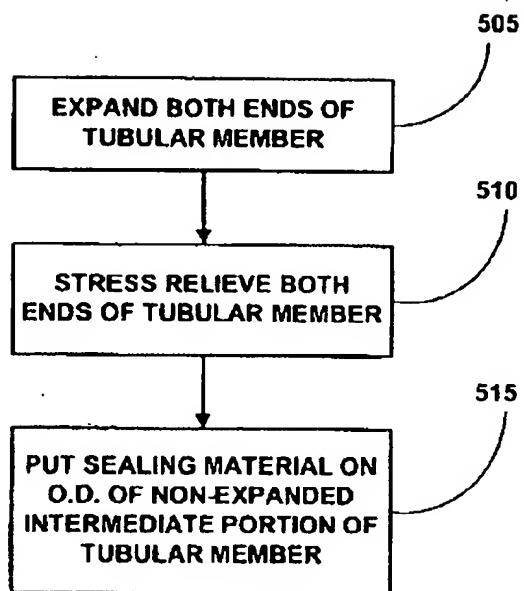 505
EXPAND BOTH ENDS OF
TUBULAR MEMBER
510
STRESS RELIEVE BOTH
ENDS OF TUBULAR MEMBER
515
PUT SEALING MATERIAL ON
O.D. OF NON-EXPANDED
INTERMEDIATE PORTION OF
TUBULAR MEMBER